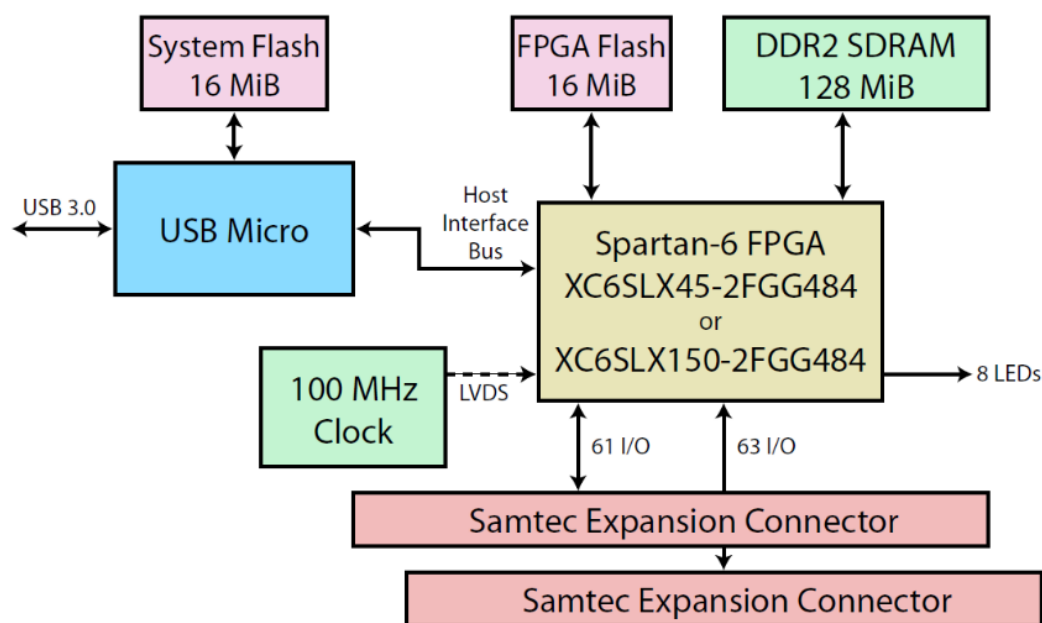 System Flash
16 MiB
FPGA Flash
16 MiB
DDR2 SDRAM
128 MiB
USB 3.0
USB Micro
Host
Interface
Bus
Spartan-6 FPGA
XC6SLX45-2FGG484
or
XC6SLX150-2FGG484
100 MHz
Clock
LVDS
8 LEDs
61 I/O
63 I/O
Samtec Expansion Connector
Samtec Expansion Connector